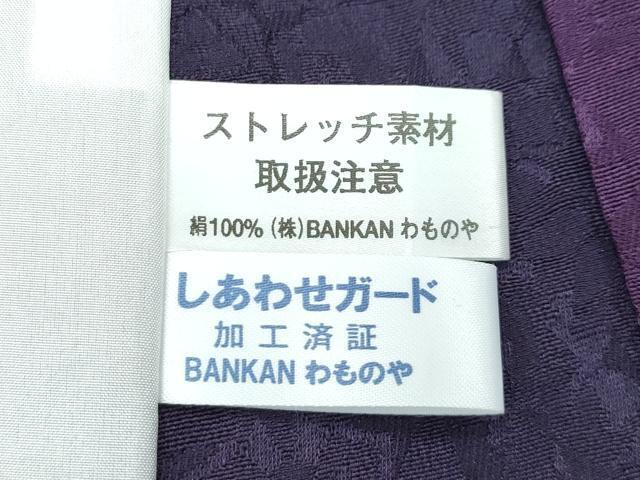 ストレッチ素材
取扱注意
絹100% (株)BANKAN わものや
しあわせガード
加工済証
BANKAN わものや